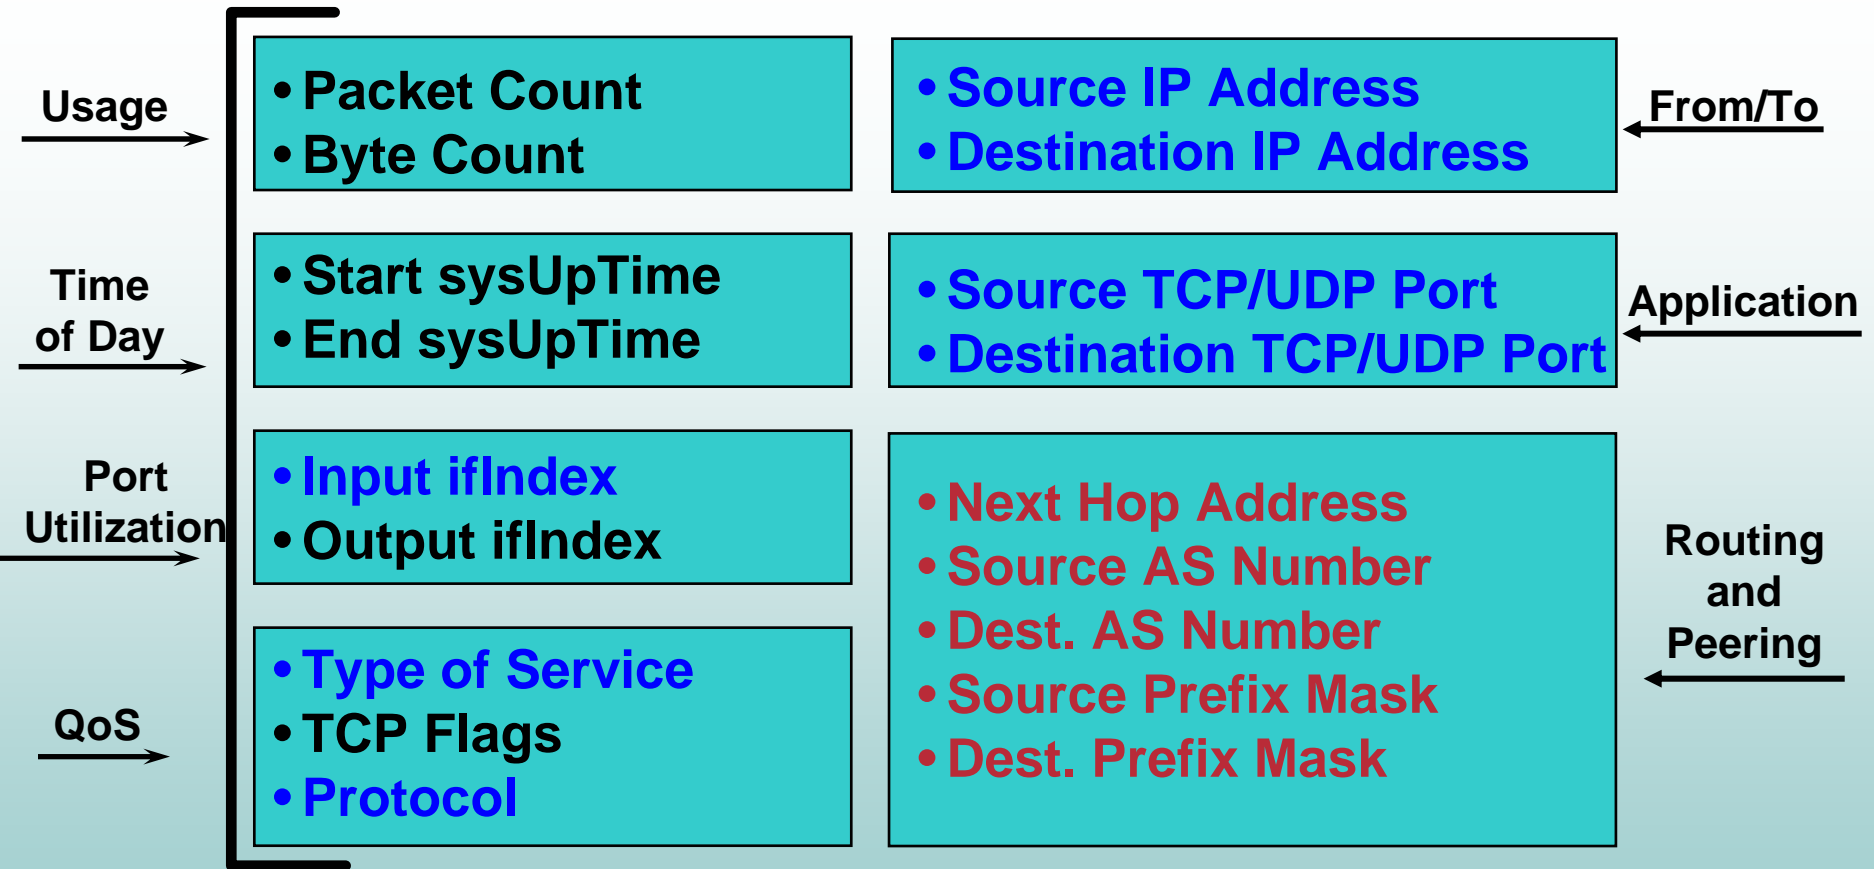 Usage
• Packet Count
• Byte Count
• Source IP Address
• Destination IP Address
From/To
Time
of Day
• Start sysUpTime
• End sysUpTime
• Source TCP/UDP Port
• Destination TCP/UDP Port
Application
Port
Utilization
• Input ifIndex
• Output ifIndex
• Next Hop Address
• Source AS Number
• Dest. AS Number
• Source Prefix Mask
• Dest. Prefix Mask
Routing
and
Peering
QoS
• Type of Service
• TCP Flags
• Protocol